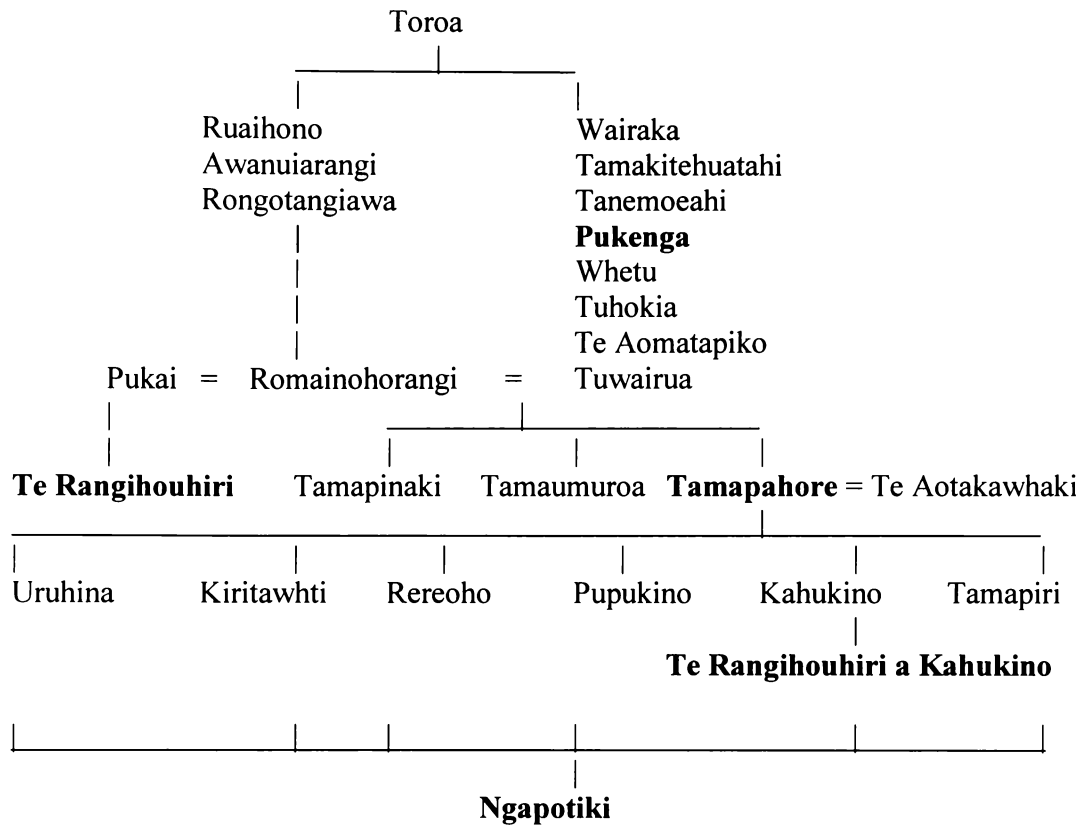 Toroa
Ruaihono Wairaka
Awanuiarangi Tamakitehuatahi
Rongotangiawa Tanemoeahi
Pukenga
Whetu
Tuhokia
Te Aomatapiko
Pukai = Romainohorangi = Tuwairua
Te Rangihouhiri Tamapinaki Tamaumuroa Tamapahore = Te Aotakawhaki
Uruhina Kiritawhti Rereoho Pupukino Kahukino Tamapiri
Te Rangihouhiri a Kahukino
Ngapotiki